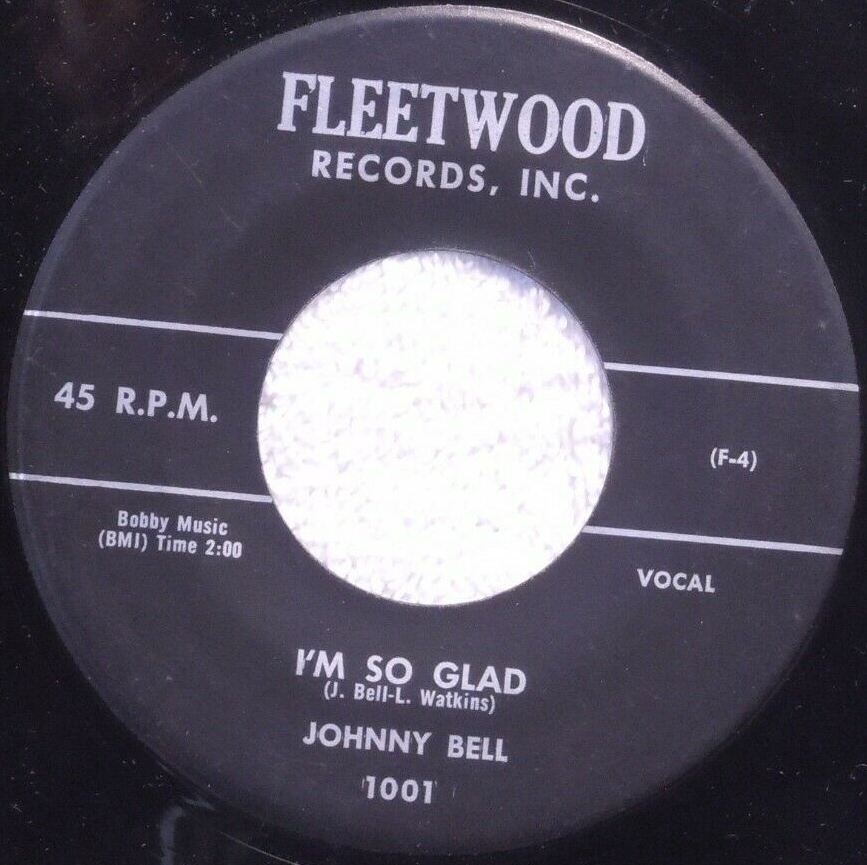 FLEETWOOD
RECORDS, INC.
45 R.P.M.
(F-4)
Bobby Music
(BMI) Time 2:00
VOCAL
I'M SO GLAD
(J. Bell-L. Watkins)
JOHNNY BELL
1001